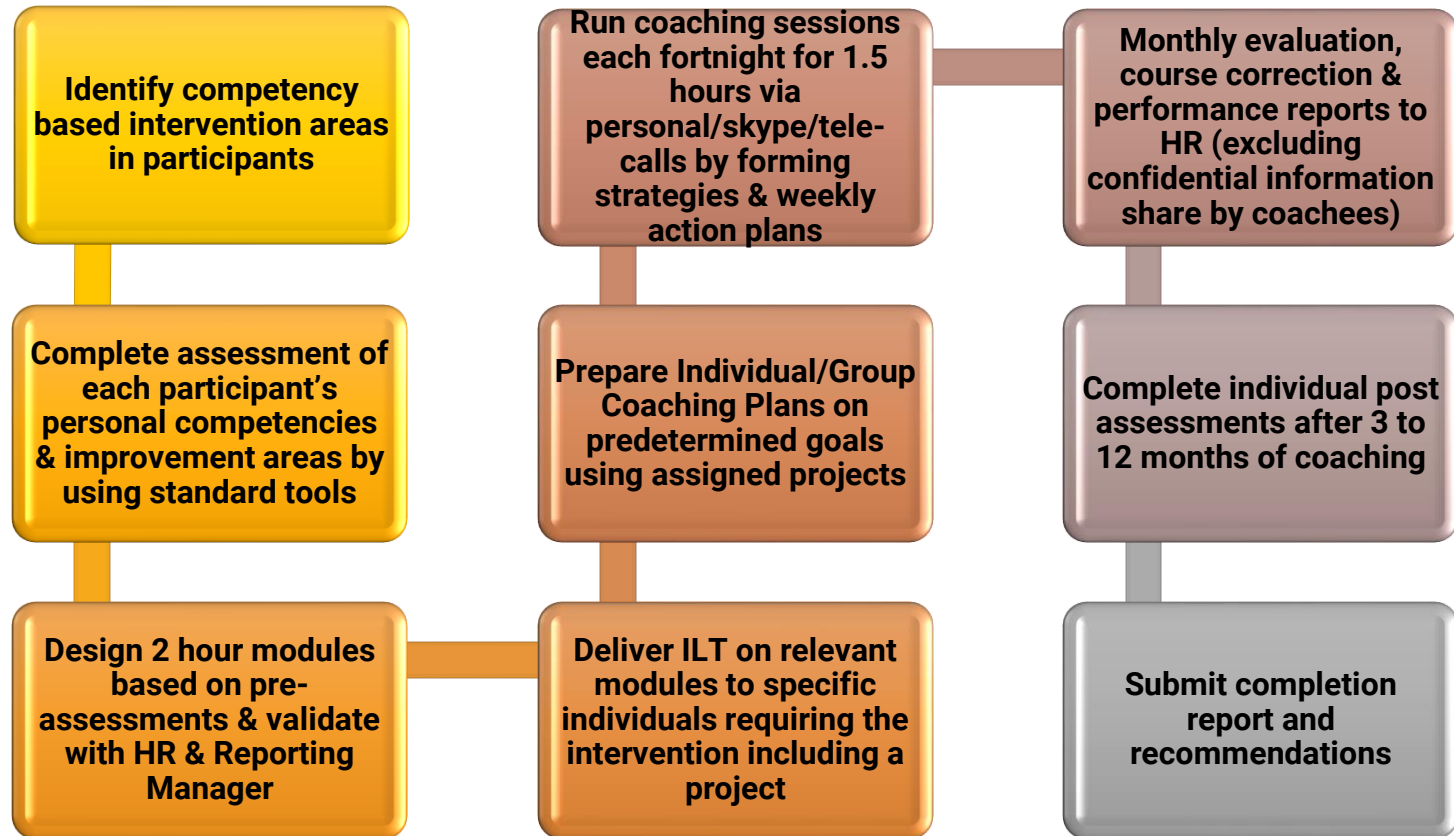 Identify competency
based intervention areas
in participants
Complete assessment of
each participant’s
personal competencies
& improvement areas by
using standard tools
Design 2 hour modules
based on pre-
assessments & validate
with HR & Reporting
Manager
Deliver ILT on relevant
modules to specific
individuals requiring the
intervention including a
project
Prepare Individual/Group
Coaching Plans on
predetermined goals
using assigned projects
Run coaching sessions
each fortnight for 1.5
hours via
personal/skype/tele-
calls by forming
strategies & weekly
action plans
Monthly evaluation,
course correction &
performance reports to
HR (excluding
confidential information
share by coachees)
Complete individual post
assessments after 3 to
12 months of coaching
Submit completion
report and
recommendations